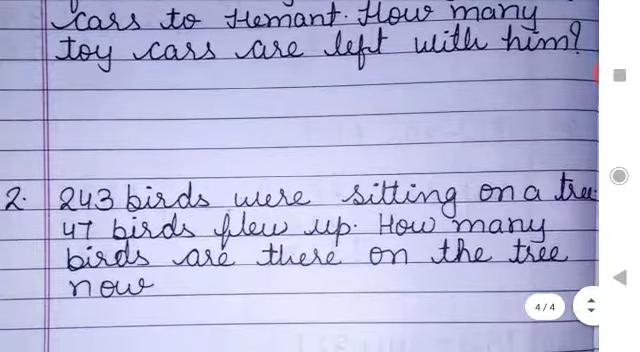 cars to Hemant. How many
toy cars are left with him?
2. 243 birds were sitting on a tree.
47 birds flew up. How many
birds are there on the tree
now
4/4